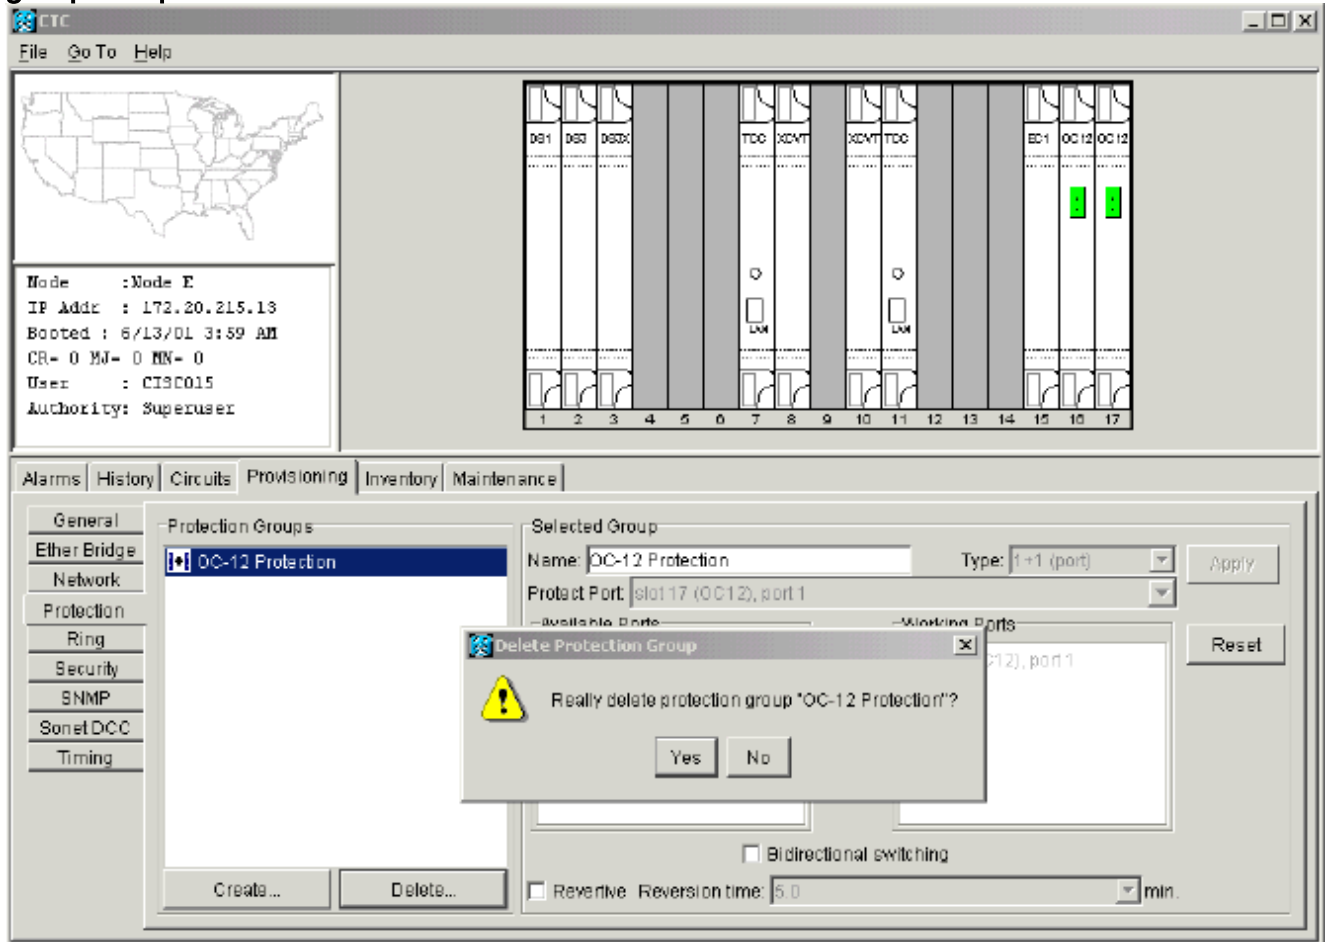 CTC
File Go To Help
DS1 DS3 DS3X TCC XCVT XCVT TCC EC1 OC12 OC12
LAN LAN
1 2 3 4 5 6 7 8 9 10 11 12 13 14 15 16 17
Node :Node E
IP Addr : 172.20.215.13
Booted : 6/13/01 3:59 AM
CR= 0 MJ= 0 MN= 0
User : CISCO15
Authority: Superuser
Alarms History Circuits Provisioning Inventory Maintenance
General
Ether Bridge
Network
Protection
Ring
Security
SNMP
Sonet DCC
Timing
Protection Groups
OC-12 Protection
Create... Delete...
Selected Group
Name: OC-12 Protection Type: 1+1 (port) Apply
Protect Port: slot 17 (OC12), port 1
Available Ports Working Ports
port 1
Reset
Delete Protection Group
Really delete protection group "OC-12 Protection"?
Yes No
Bidirectional switching
Revertive Reversion time: 5.0 min.